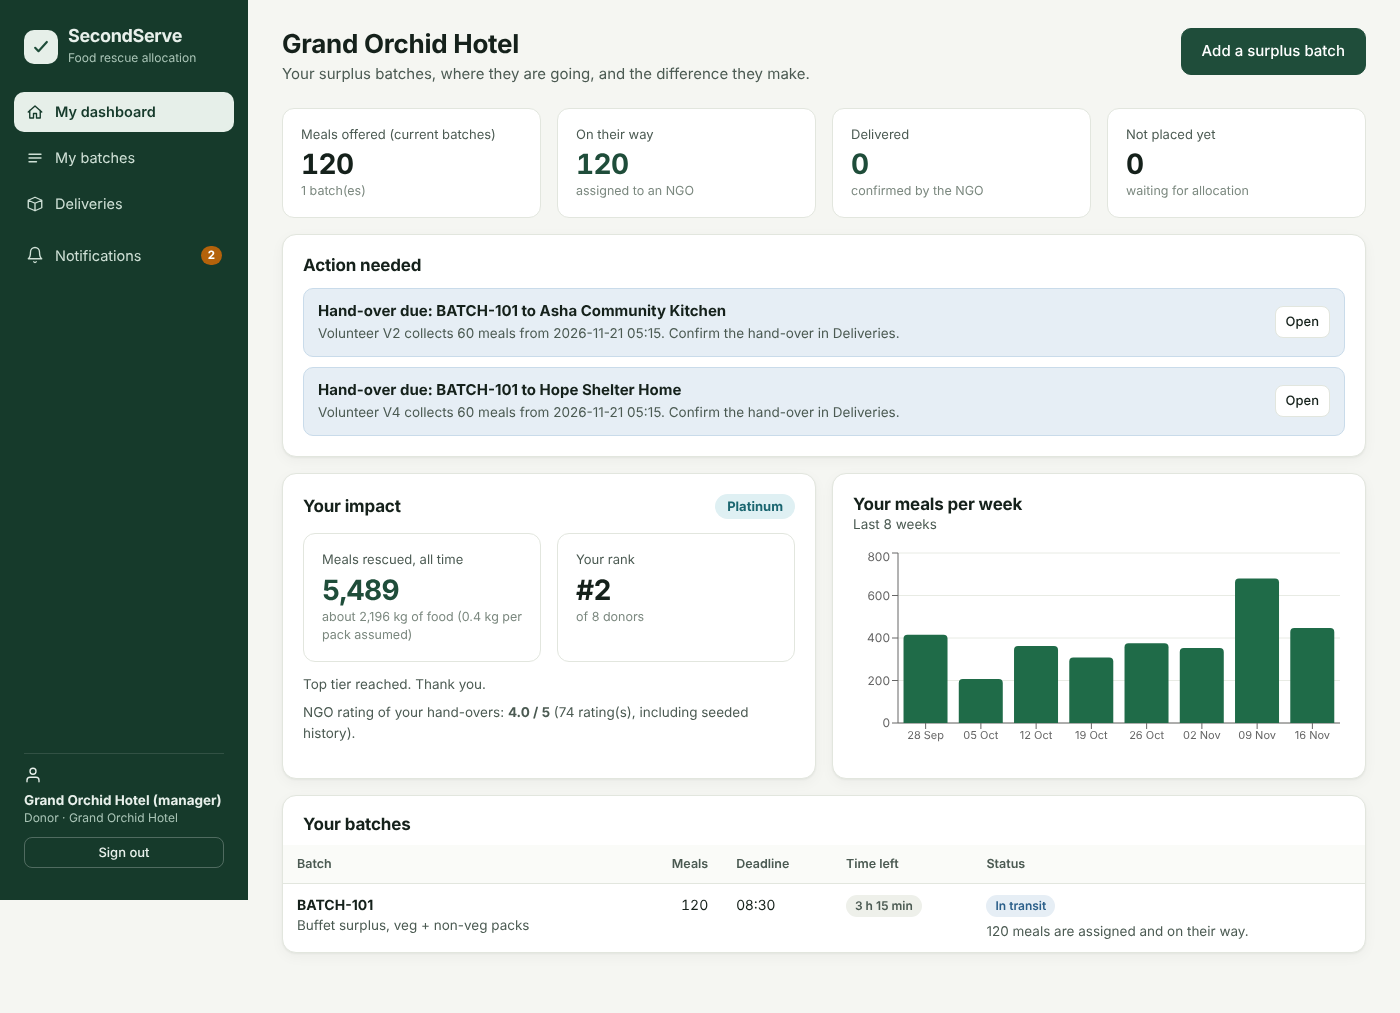 SecondServe
Food rescue allocation
My dashboard
My batches
Deliveries
Notifications
2
Grand Orchid Hotel (manager)
Donor · Grand Orchid Hotel
Sign out
Grand Orchid Hotel
Your surplus batches, where they are going, and the difference they make.
Add a surplus batch
Meals offered (current batches)
120
1 batch(es)
On their way
120
assigned to an NGO
Delivered
0
confirmed by the NGO
Not placed yet
0
waiting for allocation
Action needed
Hand-over due: BATCH-101 to Asha Community Kitchen
Volunteer V2 collects 60 meals from 2026-11-21 05:15. Confirm the hand-over in Deliveries.
Open
Hand-over due: BATCH-101 to Hope Shelter Home
Volunteer V4 collects 60 meals from 2026-11-21 05:15. Confirm the hand-over in Deliveries.
Open
Your impact
Platinum
Meals rescued, all time
5,489
about 2,196 kg of food (0.4 kg per
pack assumed)
Your rank
#2
of 8 donors
Top tier reached. Thank you.
NGO rating of your hand-overs: 4.0 / 5 (74 rating(s), including seeded
history).
Your meals per week
Last 8 weeks
800
600
400
200
0
28 Sep 05 Oct 12 Oct 19 Oct 26 Oct 02 Nov 09 Nov 16 Nov
Your batches
Batch Meals Deadline Time left Status
BATCH-101 120 08:30 3 h 15 min In transit
Buffet surplus, veg + non-veg packs
120 meals are assigned and on their way.